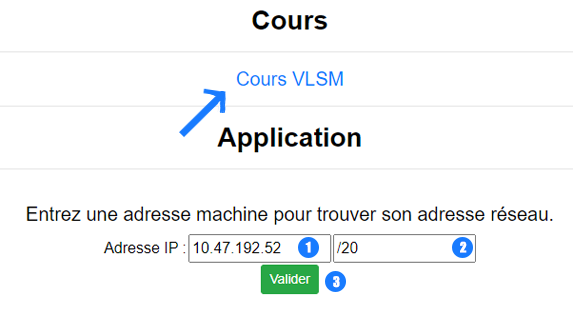 Cours
Cours VLSM
Application
Entrez une adresse machine pour trouver son adresse réseau.
Adresse IP : 10.47.192.52 1 /20 2
Valider 3